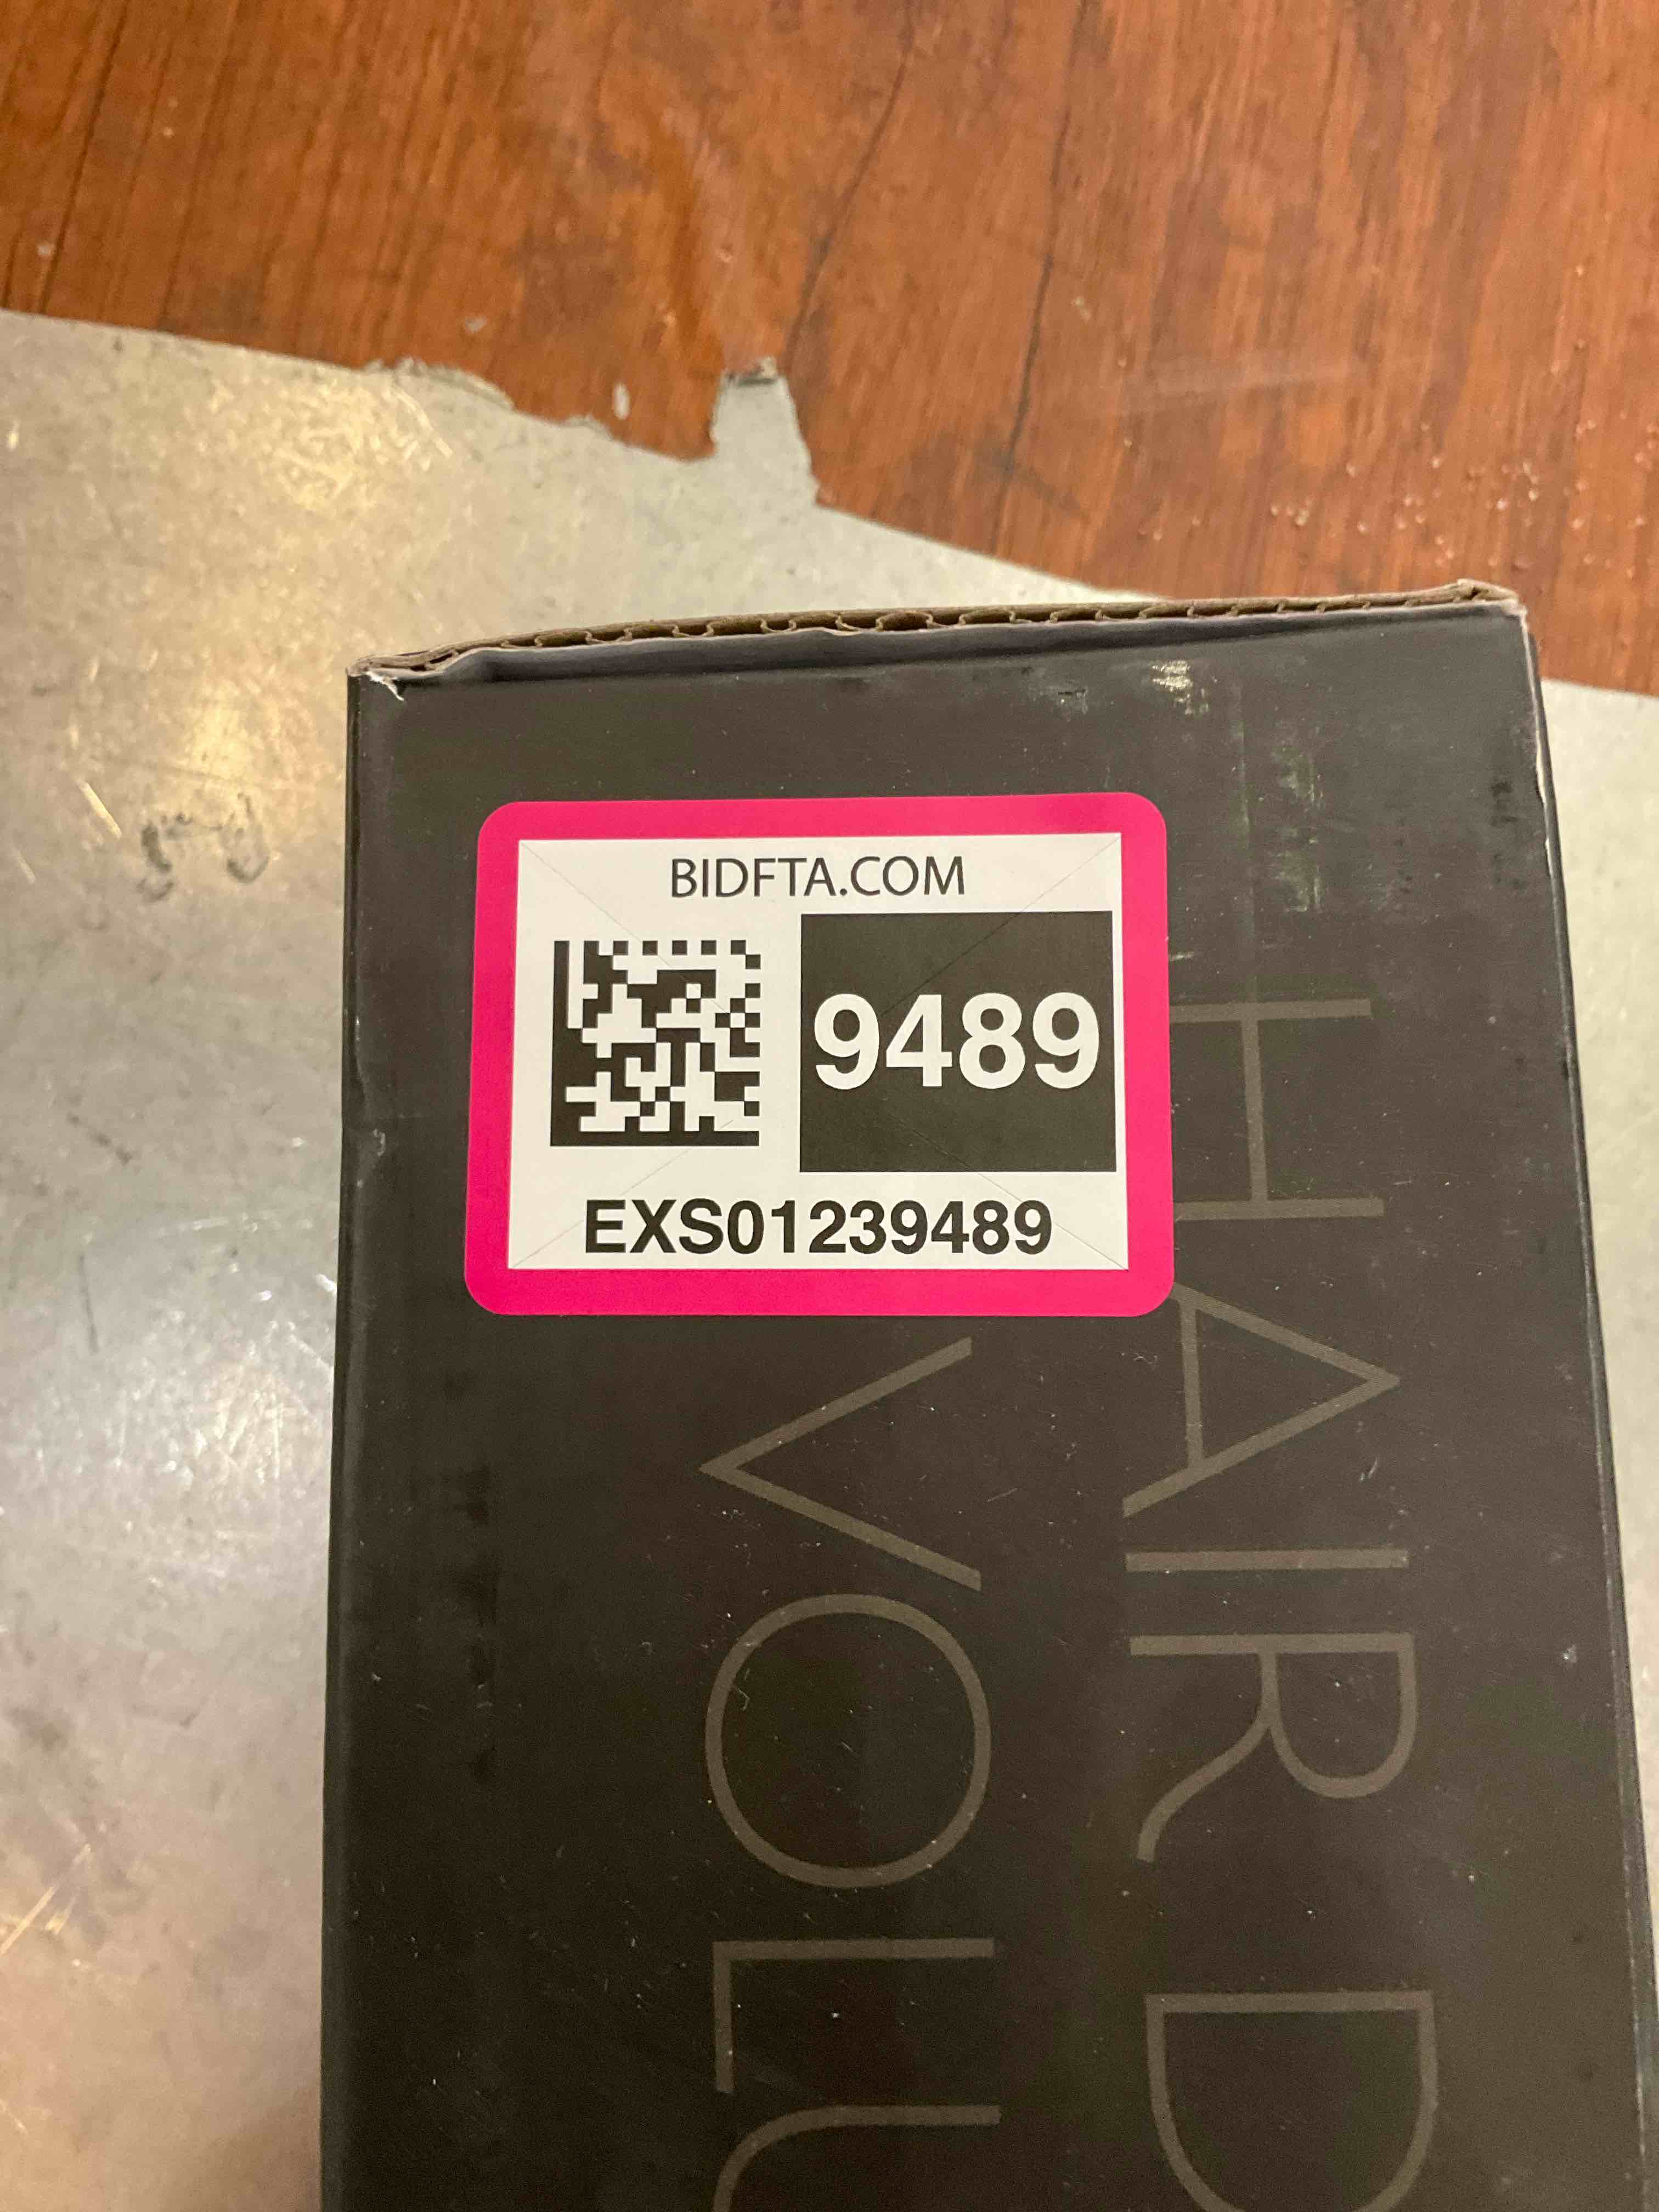 BIDFTA.COM
9489
EXS01239489
HAIR D
VOLU